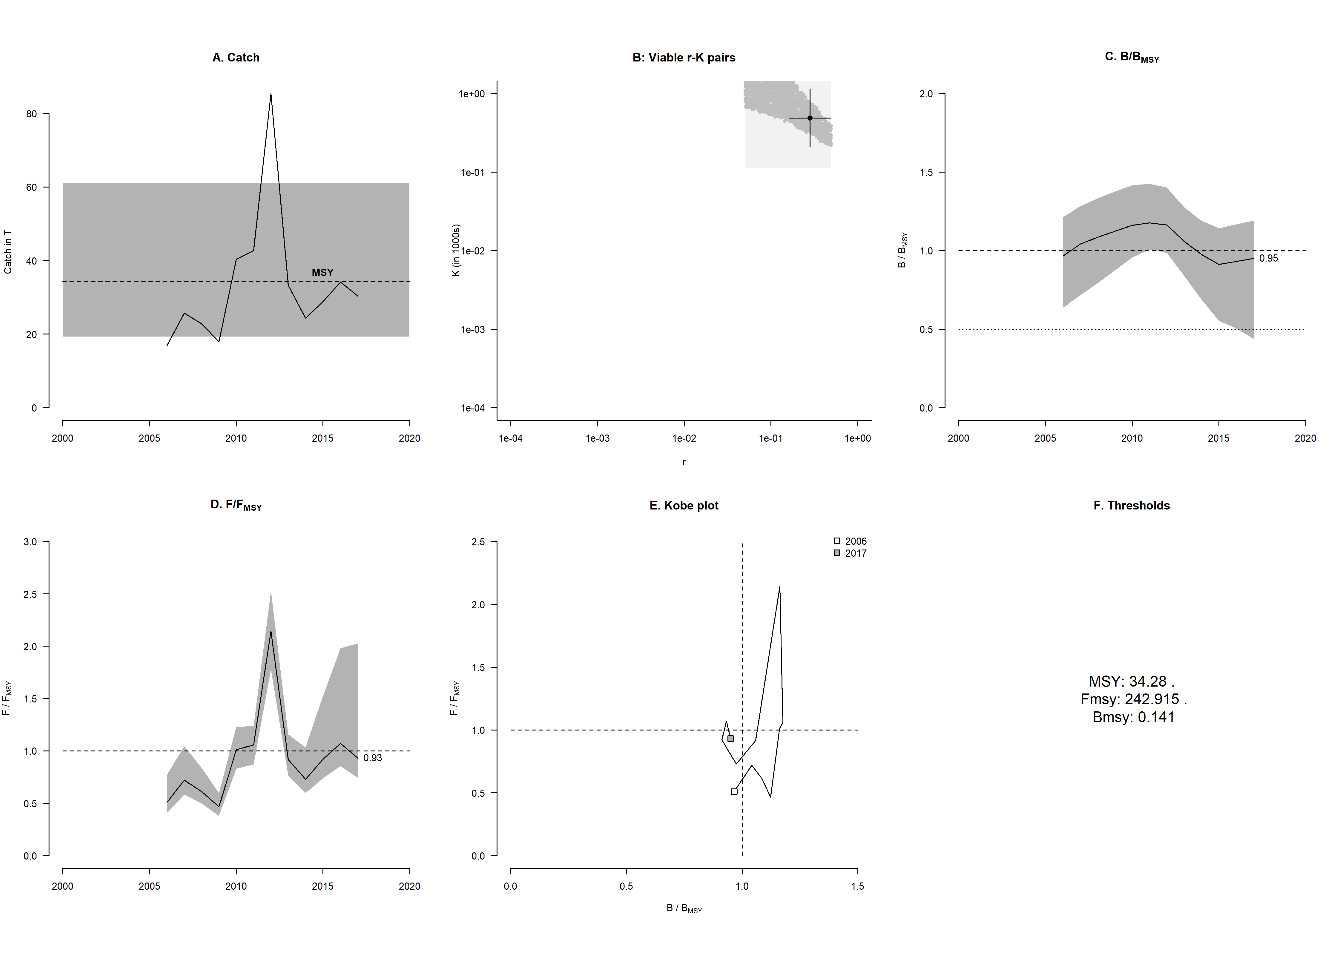 A. Catch
Catch in T
80
60
40
20
0
MSY
2000 2005 2010 2015 2020
B: Viable r-K pairs
K (in 1000s)
1e+00
1e-01
1e-02
1e-03
1e-04
1e-04 1e-03 1e-02 1e-01 1e+00
r
C. B/BMSY
B / BMSY
2.0
1.5
1.0
0.5
0.0
0.95
2000 2005 2010 2015 2020
D. F/FMSY
F / FMSY
3.0
2.5
2.0
1.5
1.0
0.5
0.0
0.93
2000 2005 2010 2015 2020
E. Kobe plot
F / FMSY
2.5
2.0
1.5
1.0
0.5
0.0
2006
2017
0.0 0.5 1.0 1.5
B / BMSY
F. Thresholds
MSY: 34.28 .
Fmsy: 242.915 .
Bmsy: 0.141